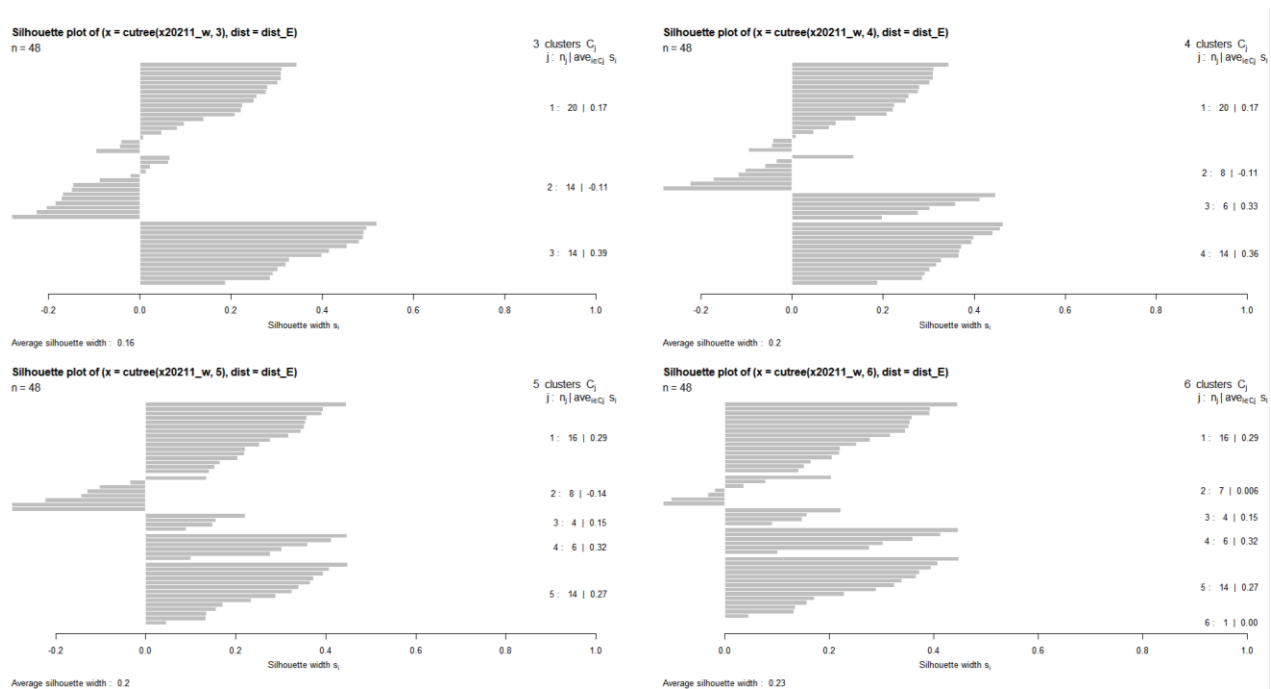 Silhouette plot of (x = cutree(x20211_w, 3), dist = dist_E)
n = 48
3 clusters Cj
j : nj | avei∈Cj si
1 : 20 | 0.17
2 : 14 | -0.11
3 : 14 | 0.39
-0.2 0.0 0.2 0.4 0.6 0.8 1.0
Silhouette width si
Average silhouette width : 0.16
Silhouette plot of (x = cutree(x20211_w, 4), dist = dist_E)
n = 48
4 clusters Cj
j : nj | avei∈Cj si
1 : 20 | 0.17
2 : 8 | -0.11
3 : 6 | 0.33
4 : 14 | 0.36
-0.2 0.0 0.2 0.4 0.6 0.8 1.0
Silhouette width si
Average silhouette width : 0.2
Silhouette plot of (x = cutree(x20211_w, 5), dist = dist_E)
n = 48
5 clusters Cj
j : nj | avei∈Cj si
1 : 16 | 0.29
2 : 8 | -0.14
3 : 4 | 0.15
4 : 6 | 0.32
5 : 14 | 0.27
-0.2 0.0 0.2 0.4 0.6 0.8 1.0
Silhouette width si
Average silhouette width : 0.2
Silhouette plot of (x = cutree(x20211_w, 6), dist = dist_E)
n = 48
6 clusters Cj
j : nj | avei∈Cj si
1 : 16 | 0.29
2 : 7 | 0.006
3 : 4 | 0.15
4 : 6 | 0.32
5 : 14 | 0.27
6 : 1 | 0.00
0.0 0.2 0.4 0.6 0.8 1.0
Silhouette width si
Average silhouette width : 0.23